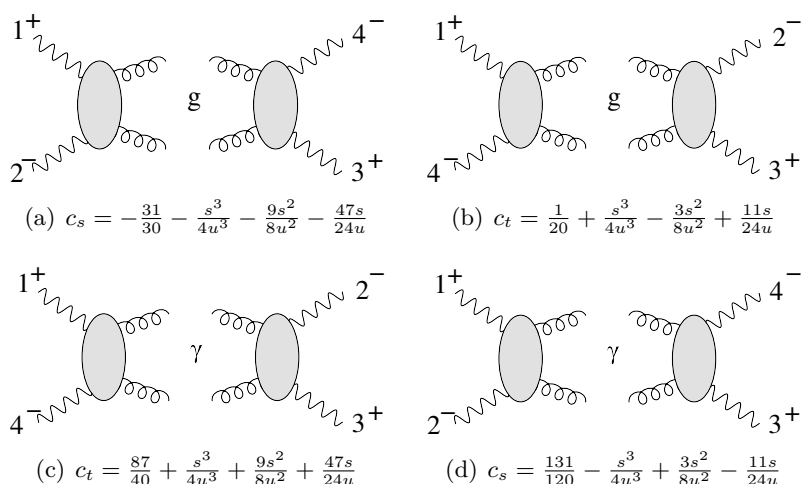 1⁺ 4⁻ 1⁺ 2⁻
g g
2⁻ 3⁺ 4⁻ 3⁺
(a) c_s = −31/30 − s³/4u³ − 9s²/8u² − 47s/24u (b) c_t = 1/20 + s³/4u³ − 3s²/8u² + 11s/24u
1⁺ 2⁻ 1⁺ 4⁻
γ γ
4⁻ 3⁺ 2⁻ 3⁺
(c) c_t = 87/40 + s³/4u³ + 9s²/8u² + 47s/24u (d) c_s = 131/120 − s³/4u³ + 3s²/8u² − 11s/24u